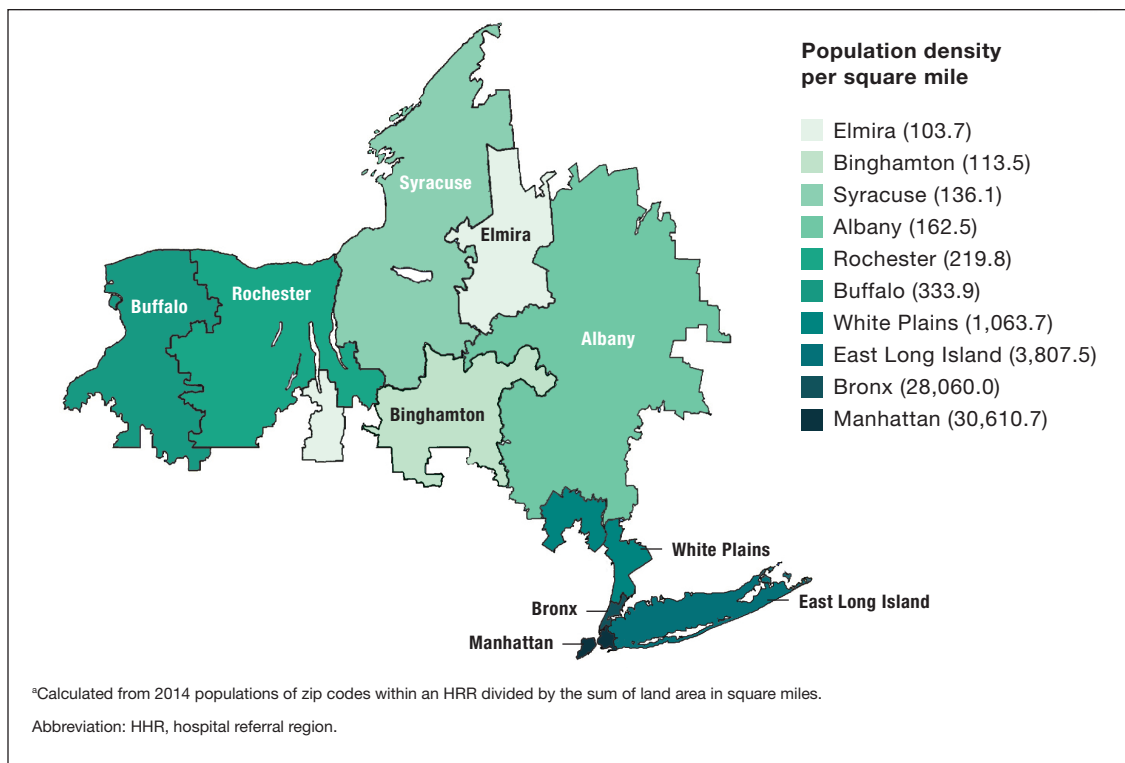 Population density
per square mile
Elmira (103.7)
Binghamton (113.5)
Syracuse (136.1)
Albany (162.5)
Rochester (219.8)
Buffalo (333.9)
White Plains (1,063.7)
East Long Island (3,807.5)
Bronx (28,060.0)
Manhattan (30,610.7)
Syracuse
Elmira
Buffalo
Rochester
Albany
Binghamton
White Plains
Bronx
East Long Island
Manhattan
ᵃCalculated from 2014 populations of zip codes within an HRR divided by the sum of land area in square miles.
Abbreviation: HHR, hospital referral region.